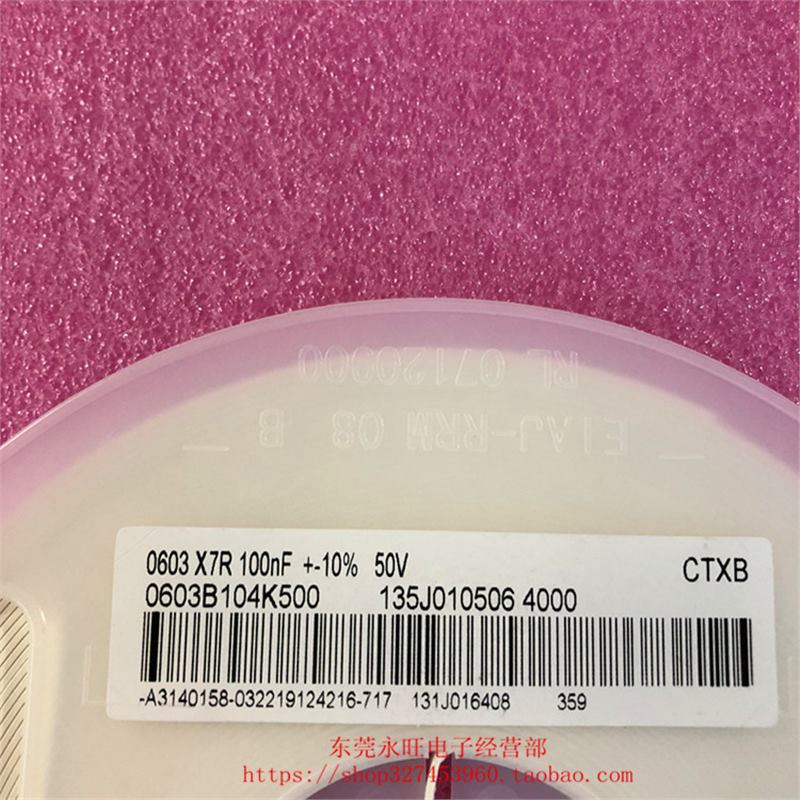 RL 07120900
EIAJ-RRM 08 B
0603 X7R 100nF +-10% 50V
CTXB
0603B104K500 135J010506 4000
-A3140158-032219124216-717 131J016408 359
东莞永旺电子经营部
https://shop327453960.taobao.com